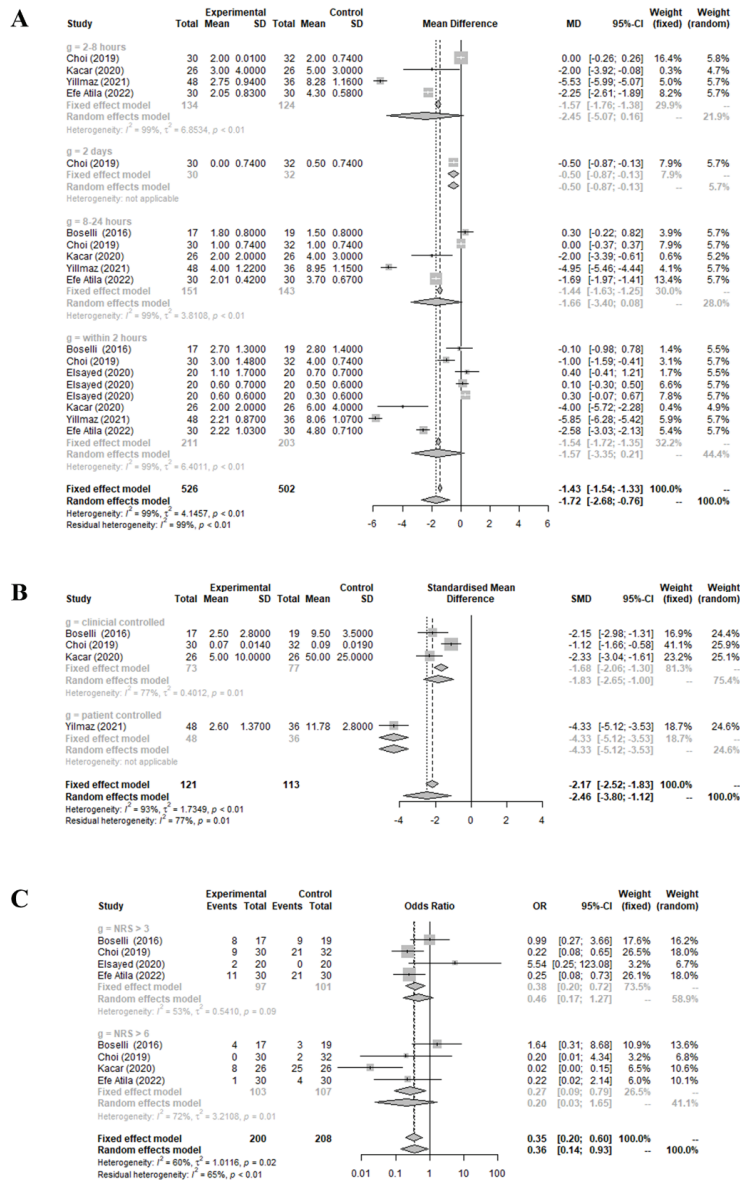 A
Experimental Control Weight Weight
Study Total Mean SD Total Mean SD Mean Difference MD 95%-CI (fixed) (random)
g = 2-8 hours
Choi (2019) 30 2.00 0.0100 32 2.00 0.7400 0.00 [-0.26; 0.26] 16.4% 5.8%
Kacar (2020) 26 3.00 4.0000 26 5.00 3.0000 -2.00 [-3.92; -0.08] 0.3% 4.7%
Yillmaz (2021) 48 2.75 0.9400 36 8.28 1.1600 -5.53 [-5.99; -5.07] 5.0% 5.7%
Efe Atila (2022) 30 2.05 0.8300 30 4.30 0.5800 -2.25 [-2.61; -1.89] 8.2% 5.7%
Fixed effect model 134 124 -1.57 [-1.76; -1.38] 29.9% --
Random effects model -2.45 [-5.07; 0.16] -- 21.9%
Heterogeneity: I² = 99%, τ² = 6.8534, p < 0.01
g = 2 days
Choi (2019) 30 0.00 0.7400 32 0.50 0.7400 -0.50 [-0.87; -0.13] 7.9% 5.7%
Fixed effect model 30 32 -0.50 [-0.87; -0.13] 7.9% --
Random effects model -0.50 [-0.87; -0.13] -- 5.7%
Heterogeneity: not applicable
g = 8-24 hours
Boselli (2016) 17 1.80 0.8000 19 1.50 0.8000 0.30 [-0.22; 0.82] 3.9% 5.7%
Choi (2019) 30 1.00 0.7400 32 1.00 0.7400 0.00 [-0.37; 0.37] 7.9% 5.7%
Kacar (2020) 26 2.00 2.0000 26 4.00 3.0000 -2.00 [-3.39; -0.61] 0.6% 5.2%
Yillmaz (2021) 48 4.00 1.2200 36 8.95 1.1500 -4.95 [-5.46; -4.44] 4.1% 5.7%
Efe Atila (2022) 30 2.01 0.4200 30 3.70 0.6700 -1.69 [-1.97; -1.41] 13.4% 5.7%
Fixed effect model 151 143 -1.44 [-1.63; -1.25] 30.0% --
Random effects model -1.66 [-3.40; 0.08] -- 28.0%
Heterogeneity: I² = 99%, τ² = 3.8108, p < 0.01
g = within 2 hours
Boselli (2016) 17 2.70 1.3000 19 2.80 1.4000 -0.10 [-0.98; 0.78] 1.4% 5.5%
Choi (2019) 30 3.00 1.4800 32 4.00 0.7400 -1.00 [-1.59; -0.41] 3.1% 5.7%
Elsayed (2020) 20 1.10 1.7000 20 0.70 0.7000 0.40 [-0.41; 1.21] 1.7% 5.5%
Elsayed (2020) 20 0.60 0.7000 20 0.50 0.6000 0.10 [-0.30; 0.50] 6.6% 5.7%
Elsayed (2020) 20 0.60 0.6000 20 0.30 0.6000 0.30 [-0.07; 0.67] 7.8% 5.7%
Kacar (2020) 26 2.00 2.0000 26 6.00 4.0000 -4.00 [-5.72; -2.28] 0.4% 4.9%
Yillmaz (2021) 48 2.21 0.8700 36 8.06 1.0700 -5.85 [-6.28; -5.42] 5.8% 5.7%
Efe Atila (2022) 30 2.22 1.0300 30 4.80 0.7100 -2.58 [-3.03; -2.13] 5.4% 5.7%
Fixed effect model 211 203 -1.54 [-1.72; -1.35] 32.2% --
Random effects model -1.57 [-3.35; 0.21] -- 44.4%
Heterogeneity: I² = 99%, τ² = 6.4011, p < 0.01
Fixed effect model 526 502 -1.43 [-1.54; -1.33] 100.0% --
Random effects model -1.72 [-2.68; -0.76] -- 100.0%
Heterogeneity: I² = 99%, τ² = 4.1457, p < 0.01
Residual heterogeneity: I² = 99%, p < 0.01
-6 -4 -2 0 2 4 6
B
Experimental Control Standardised Mean Weight Weight
Study Total Mean SD Total Mean SD Difference SMD 95%-CI (fixed) (random)
g = clinicial controlled
Boselli (2016) 17 2.50 2.8000 19 9.50 3.5000 -2.15 [-2.98; -1.31] 16.9% 24.4%
Choi (2019) 30 0.07 0.0140 32 0.09 0.0190 -1.12 [-1.66; -0.58] 41.1% 25.9%
Kacar (2020) 26 5.00 10.0000 26 50.00 25.0000 -2.33 [-3.04; -1.61] 23.2% 25.1%
Fixed effect model 73 77 -1.68 [-2.06; -1.30] 81.3% --
Random effects model -1.83 [-2.65; -1.00] -- 75.4%
Heterogeneity: I² = 77%, τ² = 0.4012, p = 0.01
g = patient controlled
Yilmaz (2021) 48 2.60 1.3700 36 11.78 2.8000 -4.33 [-5.12; -3.53] 18.7% 24.6%
Fixed effect model 48 36 -4.33 [-5.12; -3.53] 18.7% --
Random effects model -4.33 [-5.12; -3.53] -- 24.6%
Heterogeneity: not applicable
Fixed effect model 121 113 -2.17 [-2.52; -1.83] 100.0% --
Random effects model -2.46 [-3.80; -1.12] -- 100.0%
Heterogeneity: I² = 93%, τ² = 1.7349, p < 0.01
Residual heterogeneity: I² = 77%, p = 0.01
-4 -2 0 2 4
C
Experimental Control Weight Weight
Study Events Total Events Total Odds Ratio OR 95%-CI (fixed) (random)
g = NRS > 3
Boselli (2016) 8 17 9 19 0.99 [0.27; 3.66] 17.6% 16.2%
Choi (2019) 9 30 21 32 0.22 [0.08; 0.65] 26.5% 18.0%
Elsayed (2020) 2 20 0 20 5.54 [0.25; 123.08] 3.2% 6.7%
Efe Atila (2022) 11 30 21 30 0.25 [0.08; 0.73] 26.1% 18.0%
Fixed effect model 97 101 0.38 [0.20; 0.72] 73.5% --
Random effects model 0.46 [0.17; 1.27] -- 58.9%
Heterogeneity: I² = 53%, τ² = 0.5410, p = 0.09
g = NRS > 6
Boselli (2016) 4 17 3 19 1.64 [0.31; 8.68] 10.9% 13.6%
Choi (2019) 0 30 2 32 0.20 [0.01; 4.34] 3.2% 6.8%
Kacar (2020) 8 26 25 26 0.02 [0.00; 0.15] 6.5% 10.6%
Efe Atila (2022) 1 30 4 30 0.22 [0.02; 2.14] 6.0% 10.1%
Fixed effect model 103 107 0.27 [0.09; 0.79] 26.5% --
Random effects model 0.20 [0.03; 1.65] -- 41.1%
Heterogeneity: I² = 72%, τ² = 3.2108, p = 0.01
Fixed effect model 200 208 0.35 [0.20; 0.60] 100.0% --
Random effects model 0.36 [0.14; 0.93] -- 100.0%
Heterogeneity: I² = 60%, τ² = 1.0116, p = 0.02
Residual heterogeneity: I² = 65%, p < 0.01
0.01 0.1 1 10 100